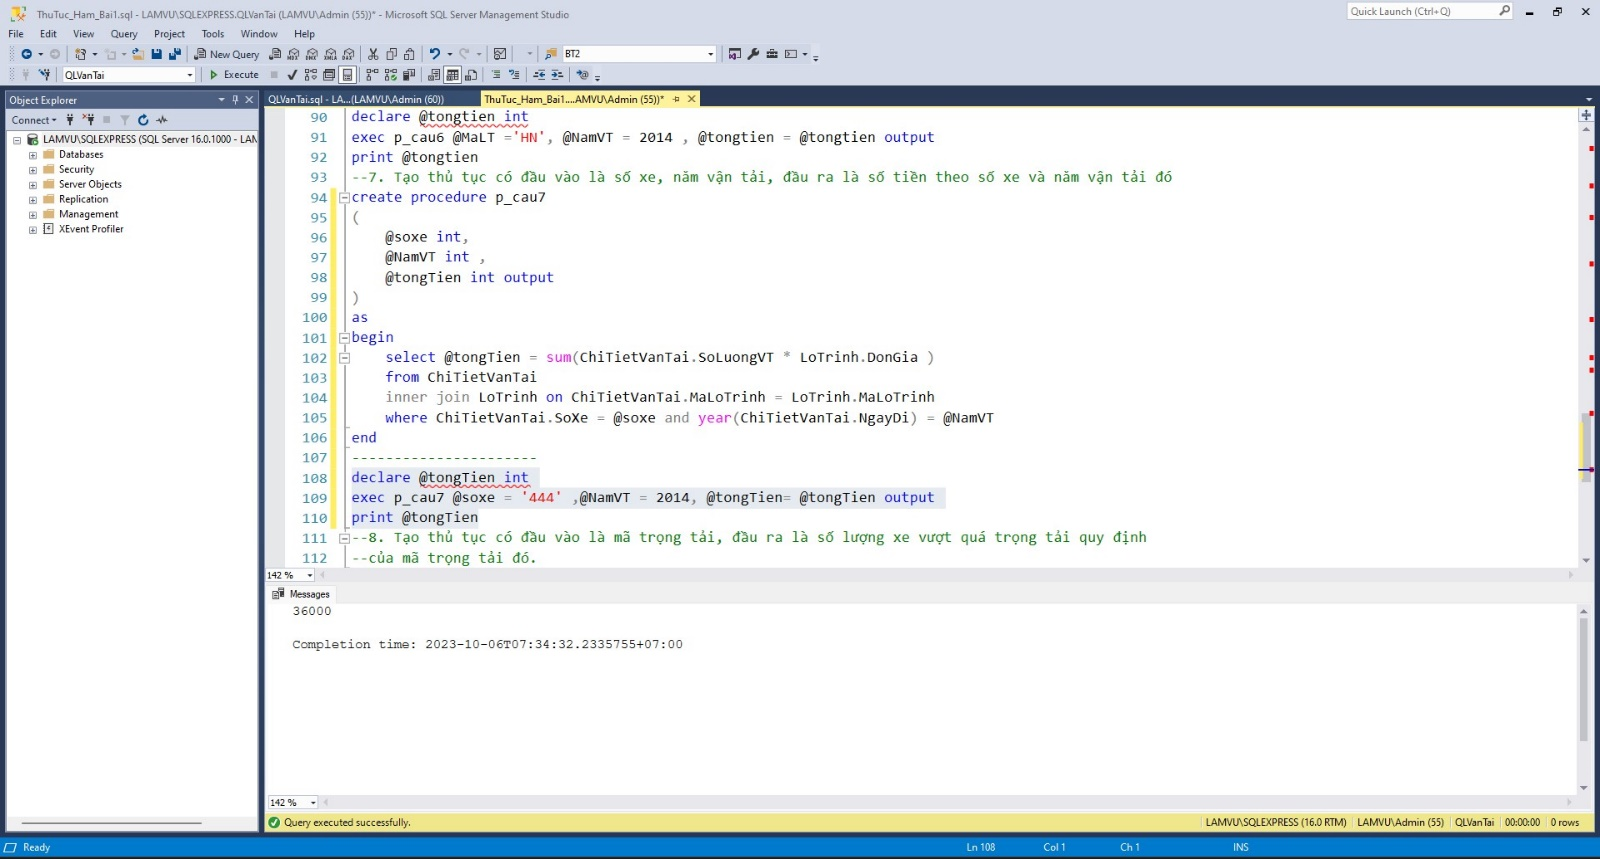 ThuTuc_Ham_Bai1.sql - LAMVU\SQLEXPRESS.QLVanTai (LAMVU\Admin (55))* - Microsoft SQL Server Management Studio
Quick Launch (Ctrl+Q)
File Edit View Query Project Tools Window Help
New Query
BT2
QLVanTai
Execute
Object Explorer
QLVanTai.sql - LA...(LAMVU\Admin (60))
ThuTuc_Ham_Bai1....AMVU\Admin (55))*
Connect
LAMVU\SQLEXPRESS (SQL Server 16.0.1000 - LAM
Databases
Security
Server Objects
Replication
Management
XEvent Profiler
90 declare @tongtien int
91 exec p_cau6 @MaLT ='HN', @NamVT = 2014 , @tongtien = @tongtien output
92 print @tongtien
93 --7. Tạo thủ tục có đầu vào là số xe, năm vận tải, đầu ra là số tiền theo số xe và năm vận tải đó
94 create procedure p_cau7
95 (
96 @soxe int,
97 @NamVT int ,
98 @tongTien int output
99 )
100 as
101 begin
102 select @tongTien = sum(ChiTietVanTai.SoLuongVT * LoTrinh.DonGia )
103 from ChiTietVanTai
104 inner join LoTrinh on ChiTietVanTai.MaLoTrinh = LoTrinh.MaLoTrinh
105 where ChiTietVanTai.SoXe = @soxe and year(ChiTietVanTai.NgayDi) = @NamVT
106 end
107 ----------------------
108 declare @tongTien int
109 exec p_cau7 @soxe = '444' ,@NamVT = 2014, @tongTien= @tongTien output
110 print @tongTien
111 --8. Tạo thủ tục có đầu vào là mã trọng tải, đầu ra là số lượng xe vượt quá trọng tải quy định
112 --của mã trọng tải đó.
142 %
Messages
36000
Completion time: 2023-10-06T07:34:32.2335755+07:00
142 %
Query executed successfully.
LAMVU\SQLEXPRESS (16.0 RTM) LAMVU\Admin (55) QLVanTai 00:00:00 0 rows
Ready
Ln 108 Col 1 Ch 1 INS